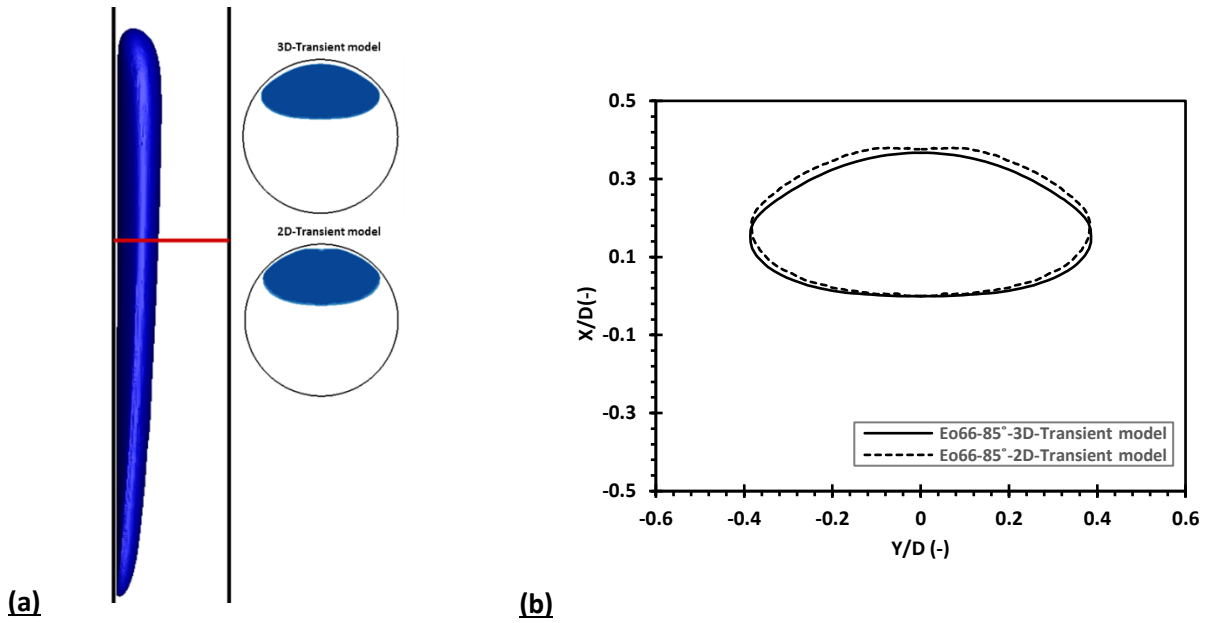 3D-Transient model
2D-Transient model
(a)
0.5
0.3
0.1
-0.1
-0.3
-0.5
X/D(-)
-0.6 -0.4 -0.2 0 0.2 0.4 0.6
Y/D (-)
Eo66-85˚-3D-Transient model
Eo66-85˚-2D-Transient model
(b)